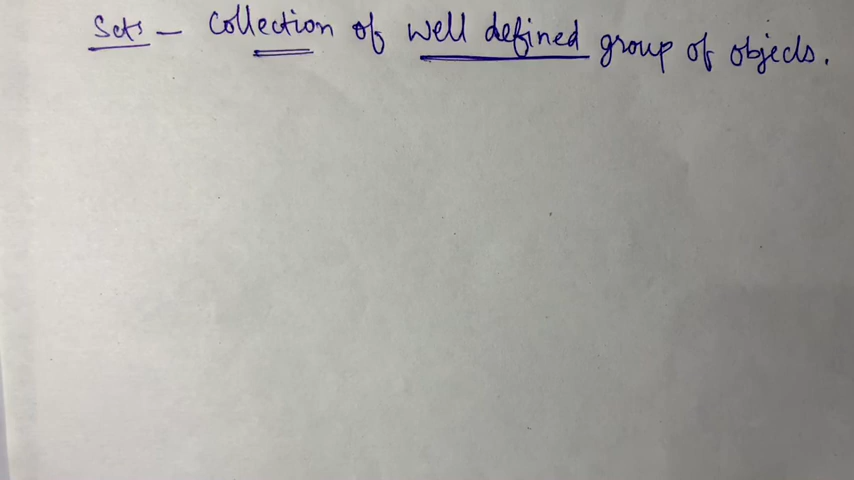 Sets - Collection of well defined group of objects.